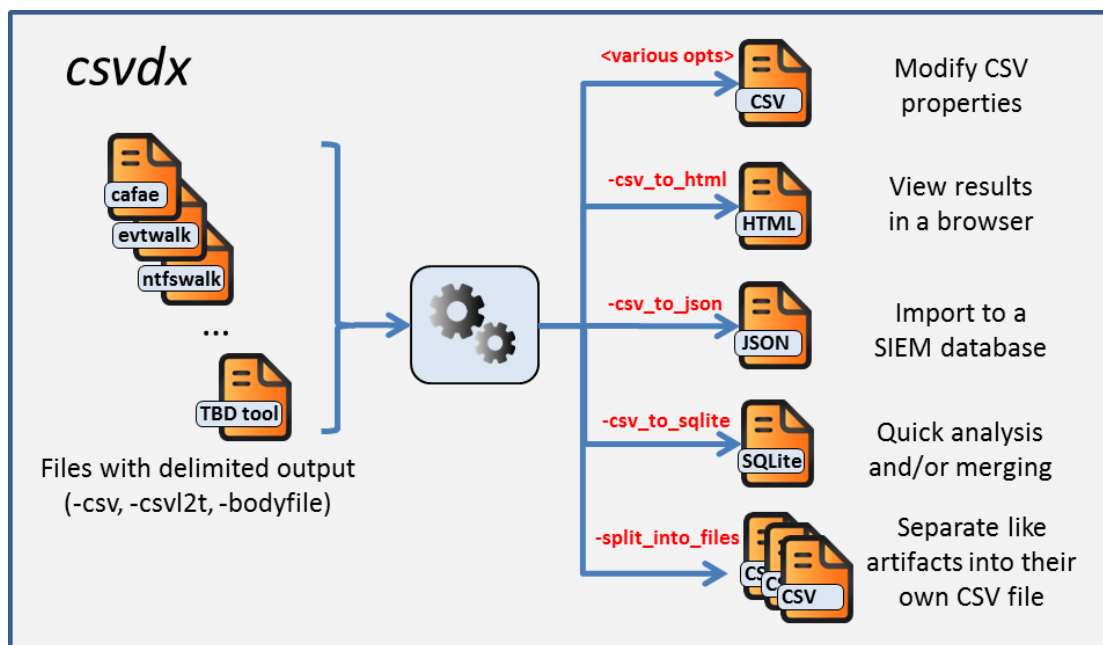 csvdx
cafae
evtwalk
ntfswalk
...
TBD tool
Files with delimited output
(-csv, -csvl2t, -bodyfile)
<various opts>
CSV
Modify CSV
properties
-csv_to_html
HTML
View results
in a browser
-csv_to_json
JSON
Import to a
SIEM database
-csv_to_sqlite
SQLite
Quick analysis
and/or merging
-split_into_files
CS
CS
CSV
Separate like
artifacts into their
own CSV file